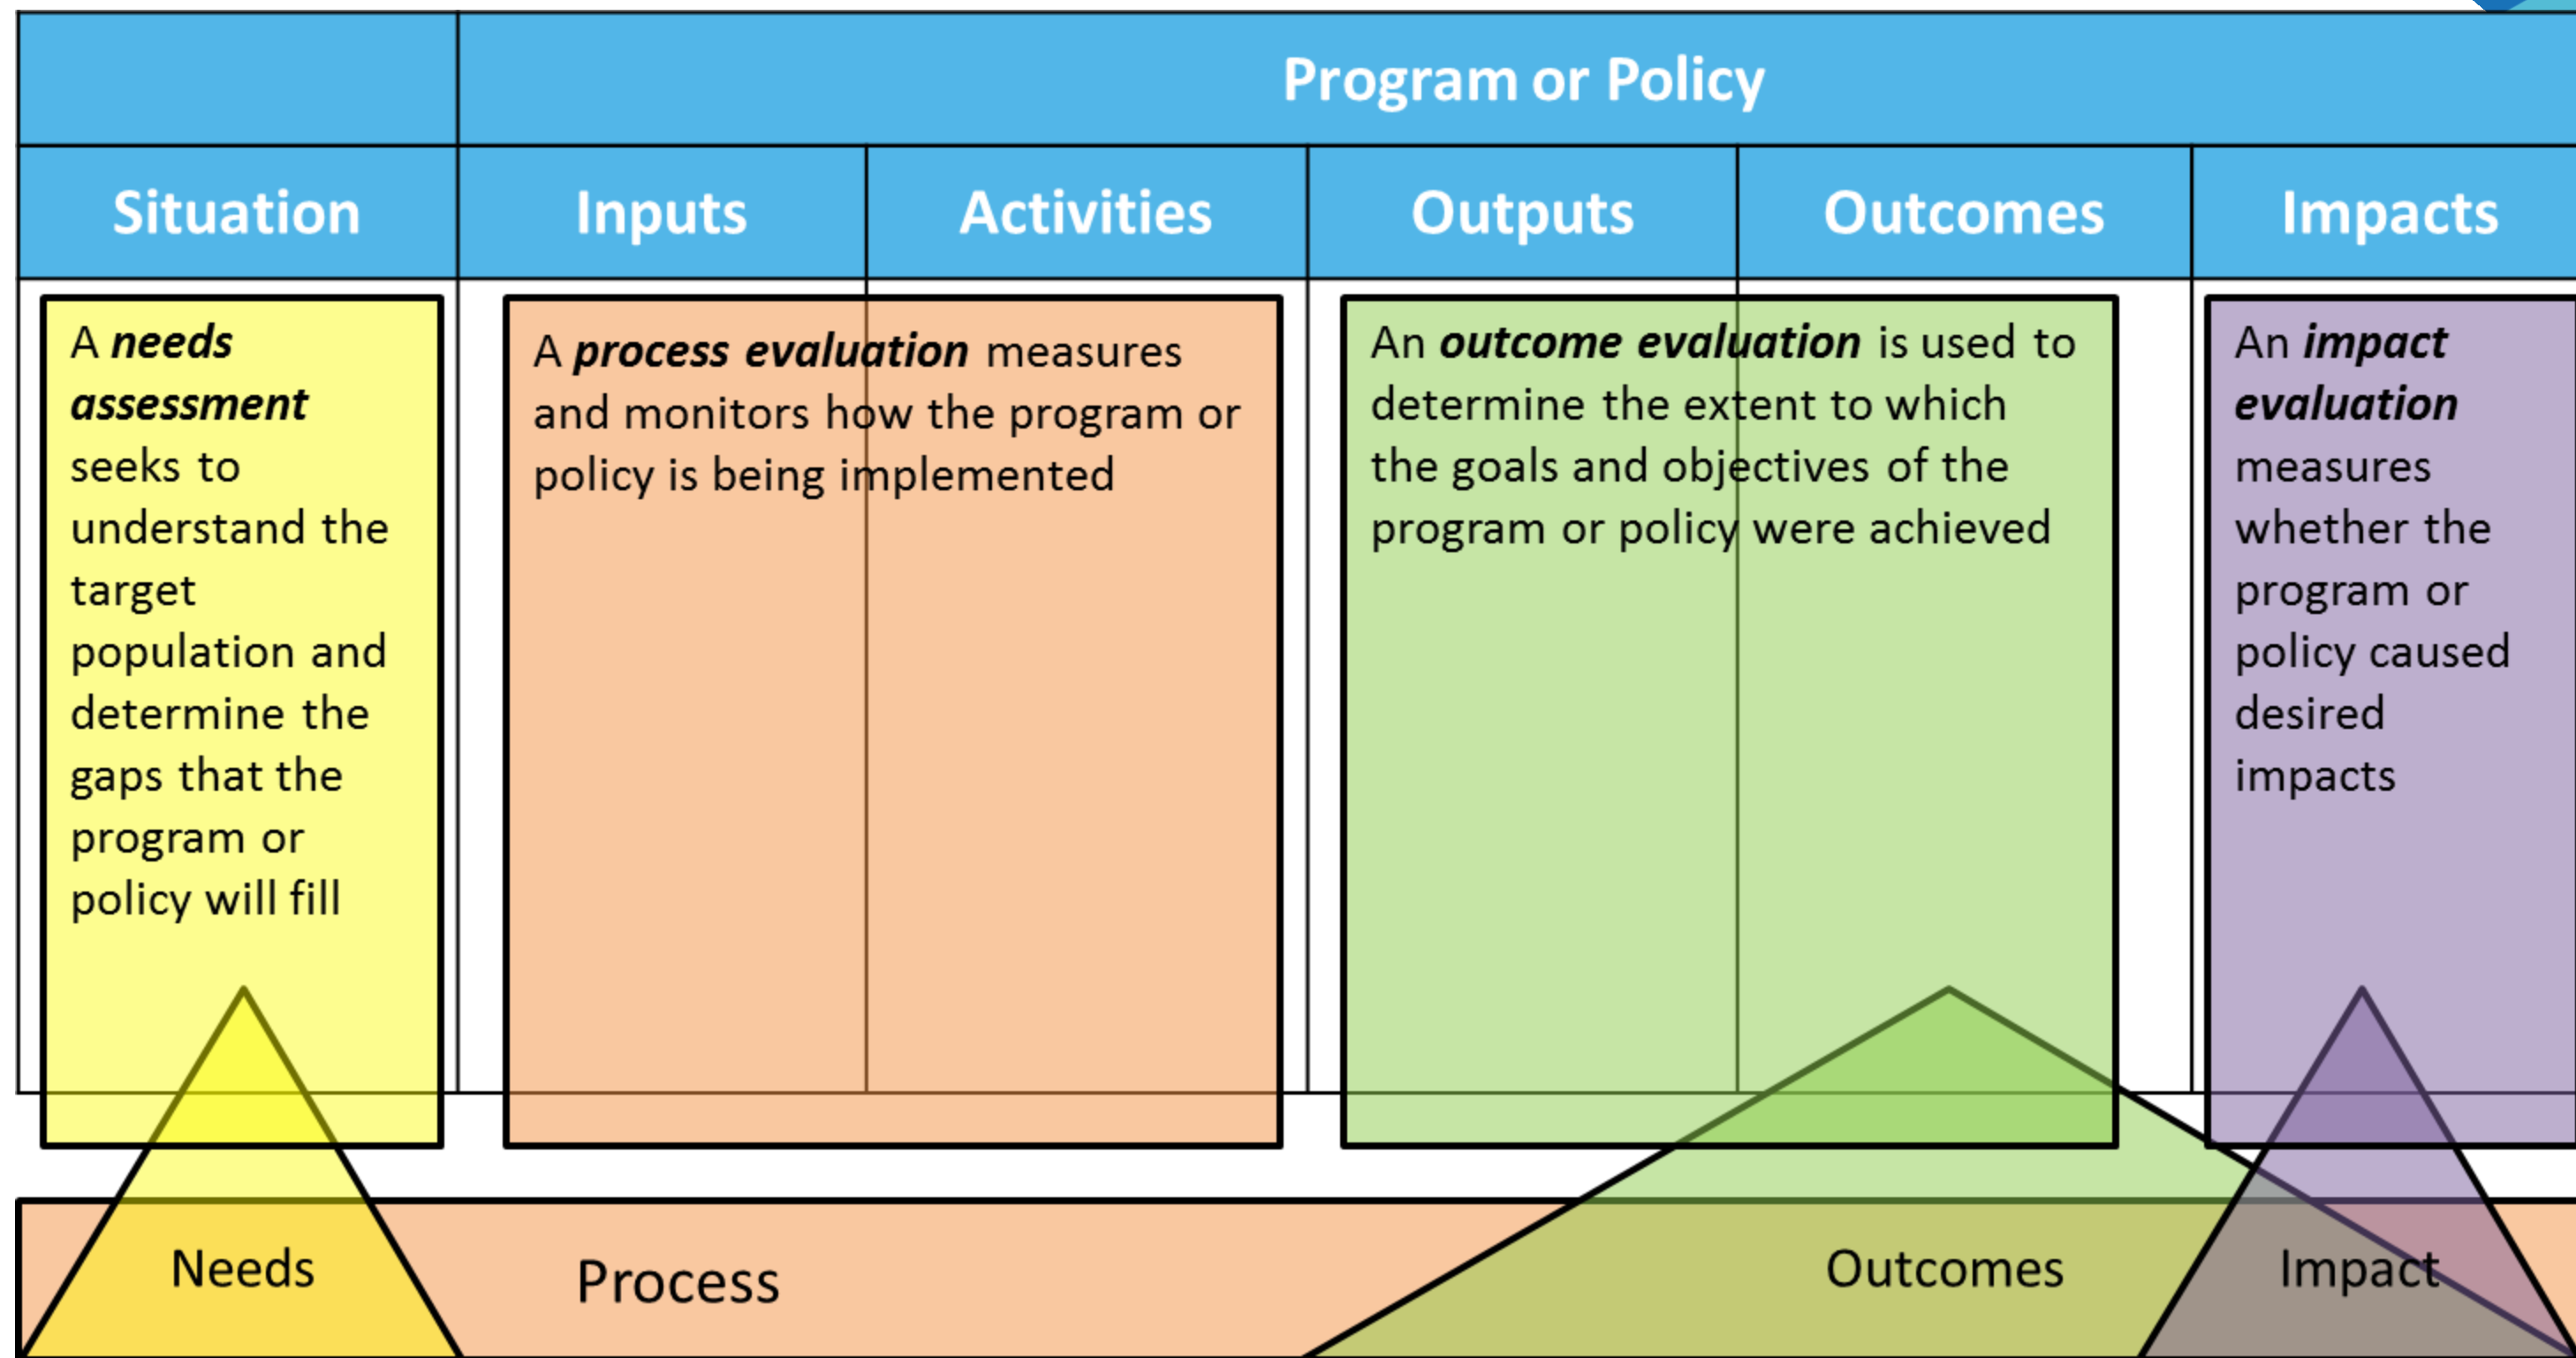 Program or Policy
Situation
Inputs
Activities
Outputs
Outcomes
Impacts
A needs
assessment
seeks to
understand the
target
population and
determine the
gaps that the
program or
policy will fill
A process evaluation measures
and monitors how the program or
policy is being implemented
An outcome evaluation is used to
determine the extent to which
the goals and objectives of the
program or policy were achieved
An impact
evaluation
measures
whether the
program or
policy caused
desired
impacts
Needs
Process
Outcomes
Impact